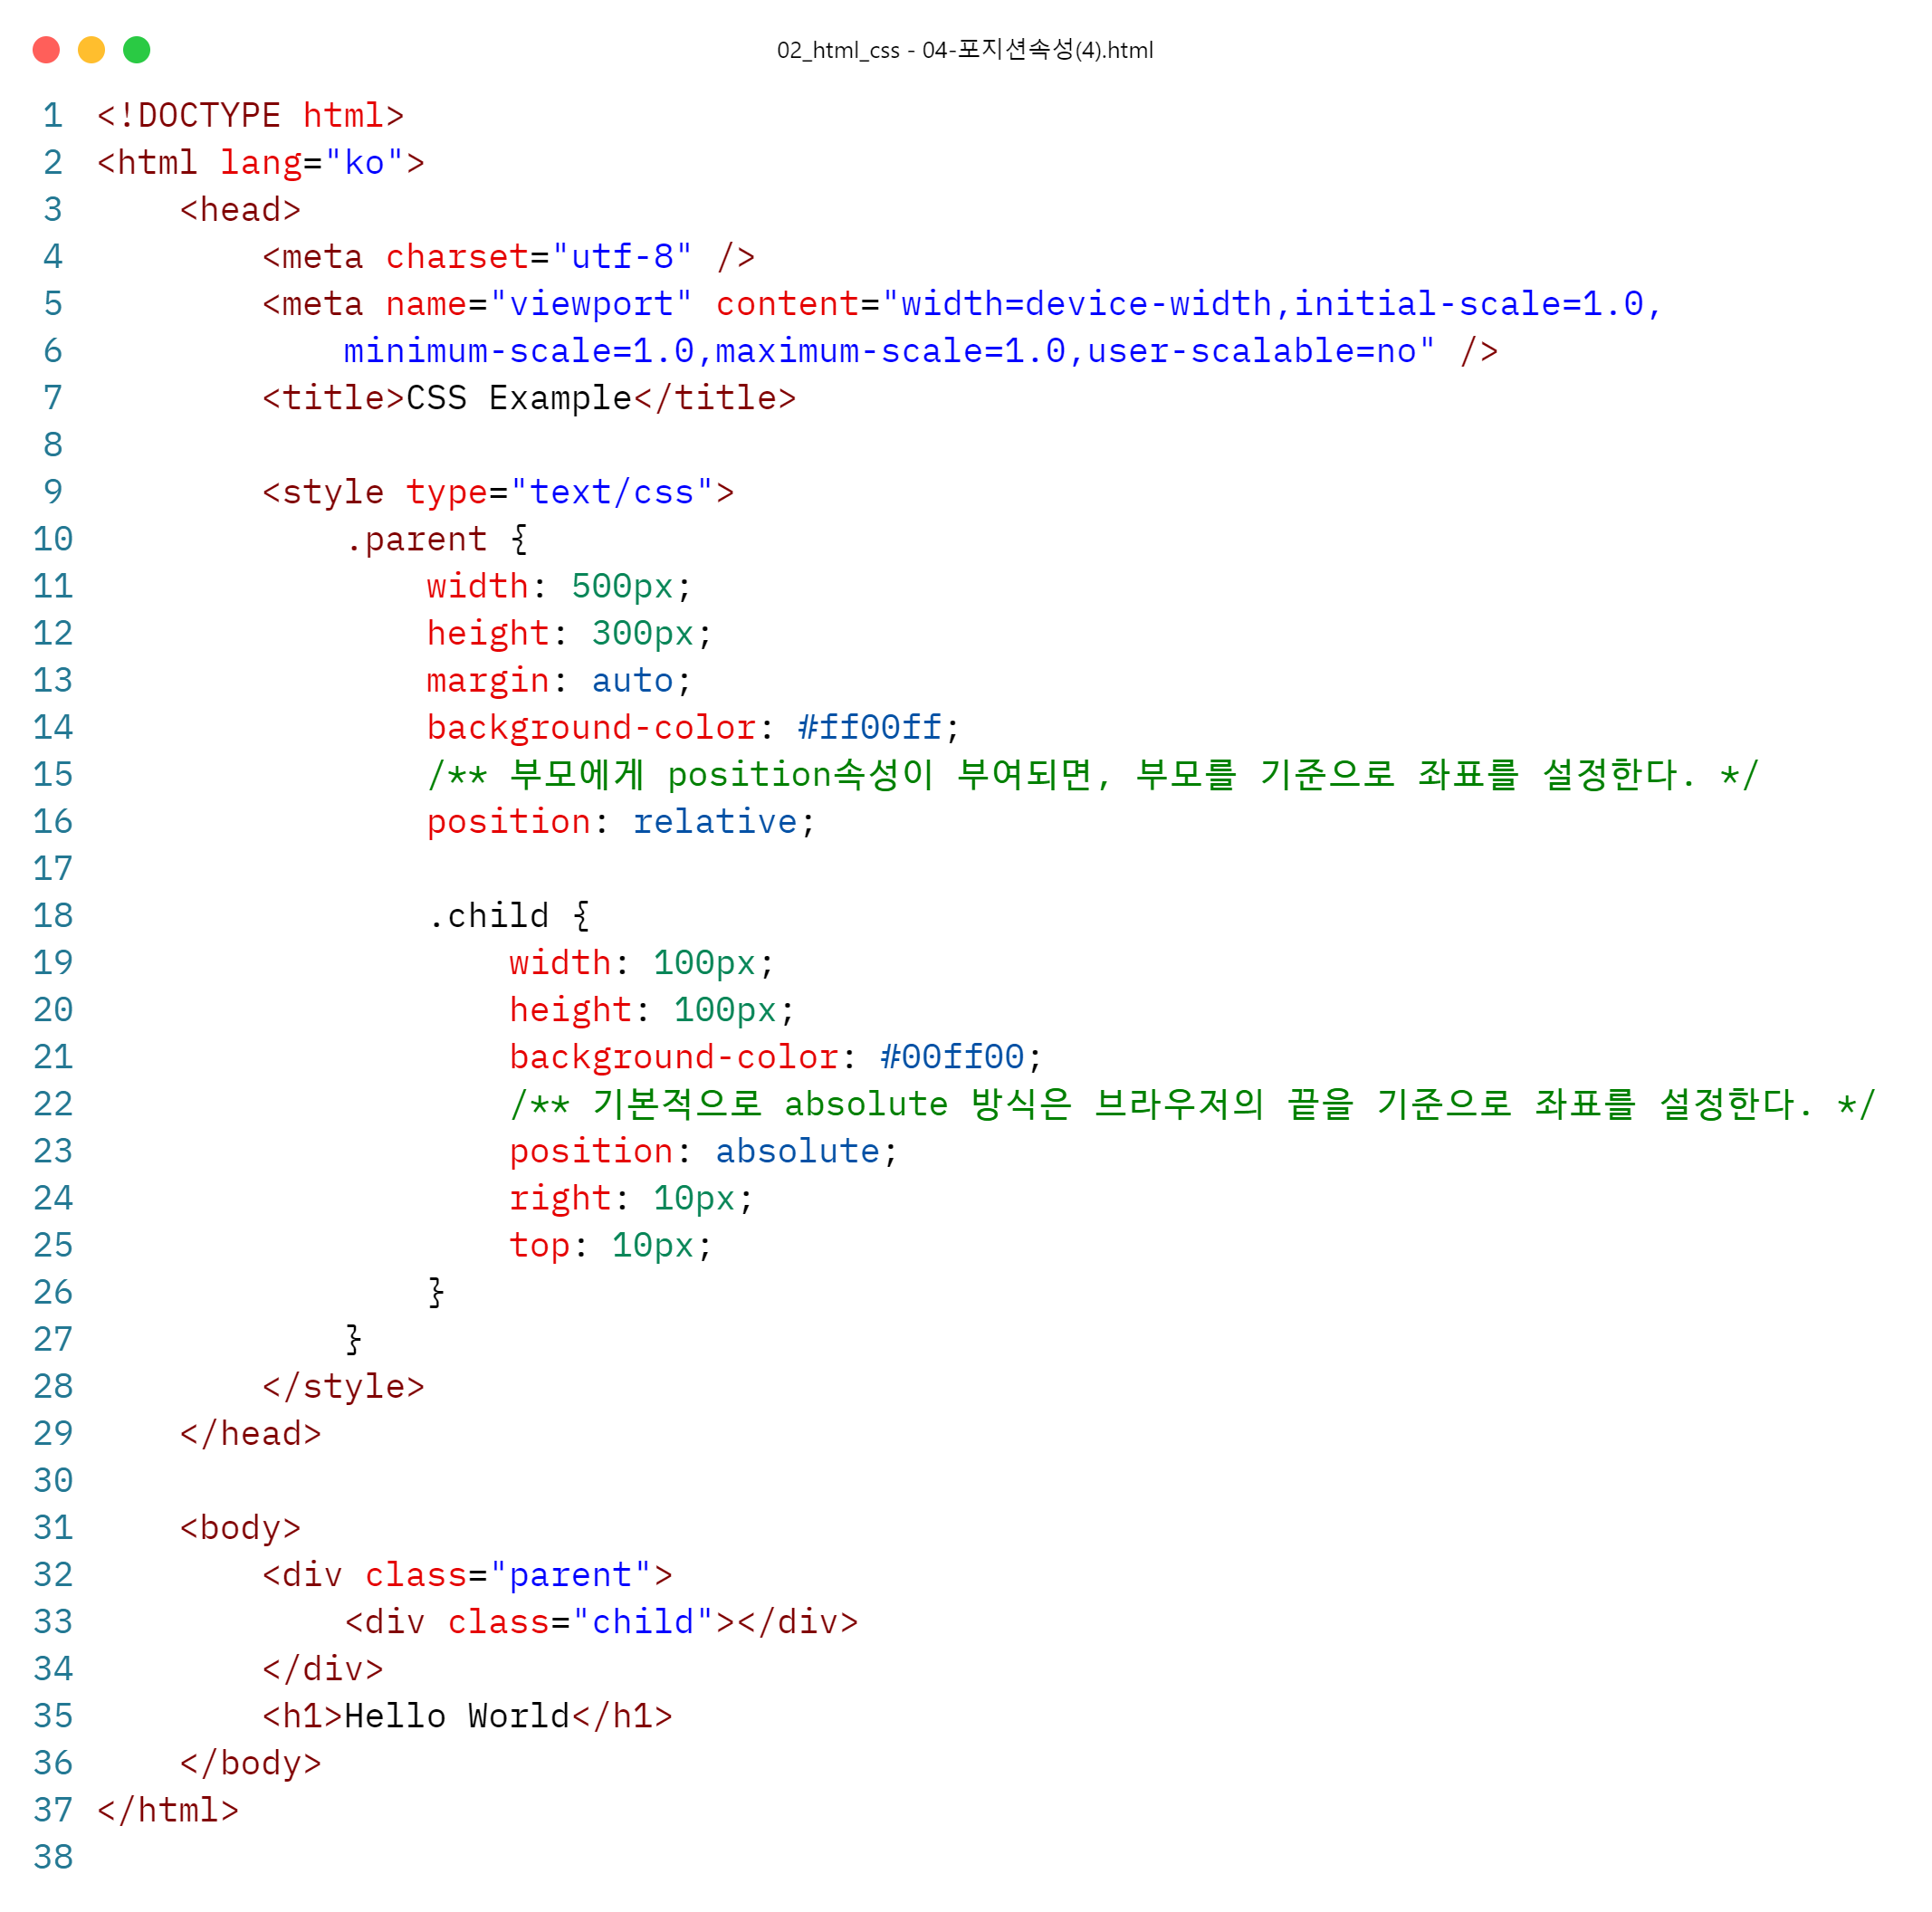 02_html_css - 04-포지션속성(4).html
1 <!DOCTYPE html>
2 <html lang="ko">
3     <head>
4         <meta charset="utf-8" />
5         <meta name="viewport" content="width=device-width,initial-scale=1.0,
6             minimum-scale=1.0,maximum-scale=1.0,user-scalable=no" />
7         <title>CSS Example</title>
8
9         <style type="text/css">
10             .parent {
11                 width: 500px;
12                 height: 300px;
13                 margin: auto;
14                 background-color: #ff00ff;
15                 /** 부모에게 position속성이 부여되면, 부모를 기준으로 좌표를 설정한다. */
16                 position: relative;
17
18                 .child {
19                     width: 100px;
20                     height: 100px;
21                     background-color: #00ff00;
22                     /** 기본적으로 absolute 방식은 브라우저의 끝을 기준으로 좌표를 설정한다. */
23                     position: absolute;
24                     right: 10px;
25                     top: 10px;
26                 }
27             }
28         </style>
29     </head>
30
31     <body>
32         <div class="parent">
33             <div class="child"></div>
34         </div>
35         <h1>Hello World</h1>
36     </body>
37 </html>
38